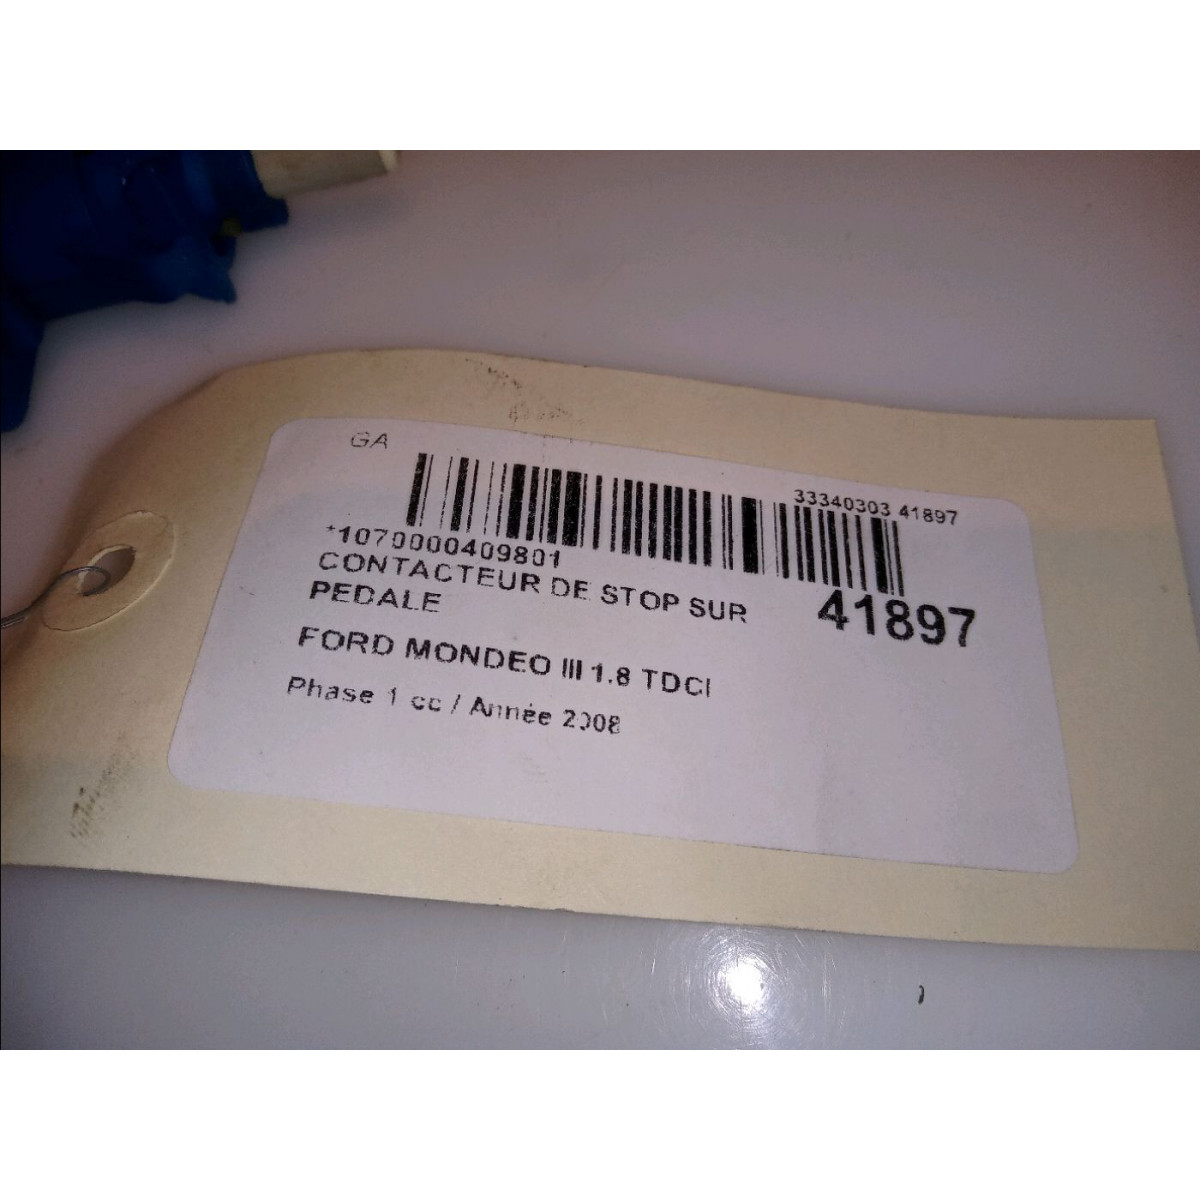 GA
33340303 41897
*1070000409801
CONTACTEUR DE STOP SUR
PEDALE
41897
FORD MONDEO III 1.8 TDCI
Phase 1 cc / Année 2008